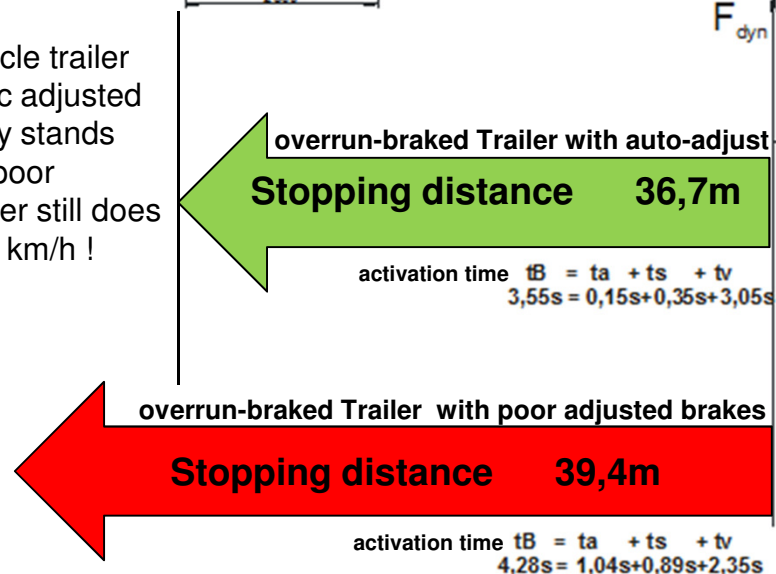 F dyn
cle trailer
c adjusted
y stands
poor
er still does
km/h !
overrun-braked Trailer with auto-adjust
Stopping distance 36,7m
activation time tB = ta + ts + tv
3,55s = 0,15s+0,35s+3,05s
overrun-braked Trailer with poor adjusted brakes
Stopping distance 39,4m
activation time tB = ta + ts + tv
4,28s = 1,04s+0,89s+2,35s